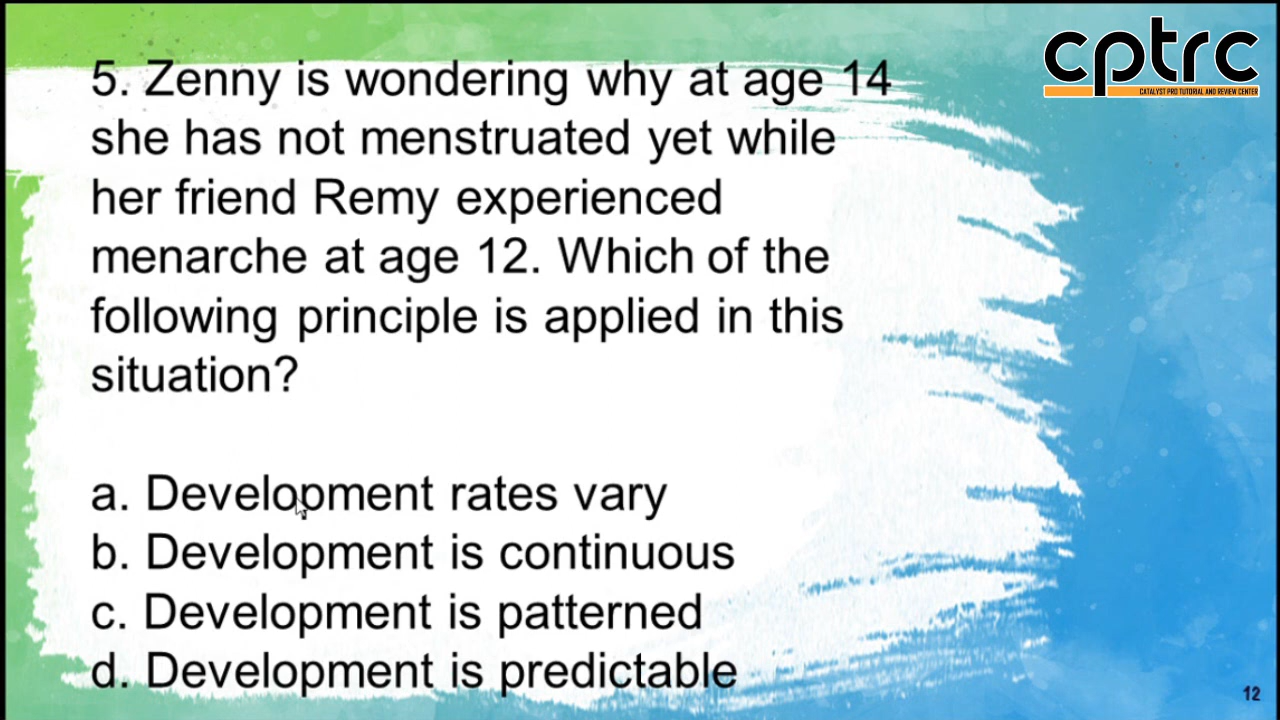 cptrc
CATALYST PRO TUTORIAL AND REVIEW CENTER
5. Zenny is wondering why at age 14
she has not menstruated yet while
her friend Remy experienced
menarche at age 12. Which of the
following principle is applied in this
situation?
a. Development rates vary
b. Development is continuous
c. Development is patterned
d. Development is predictable
12